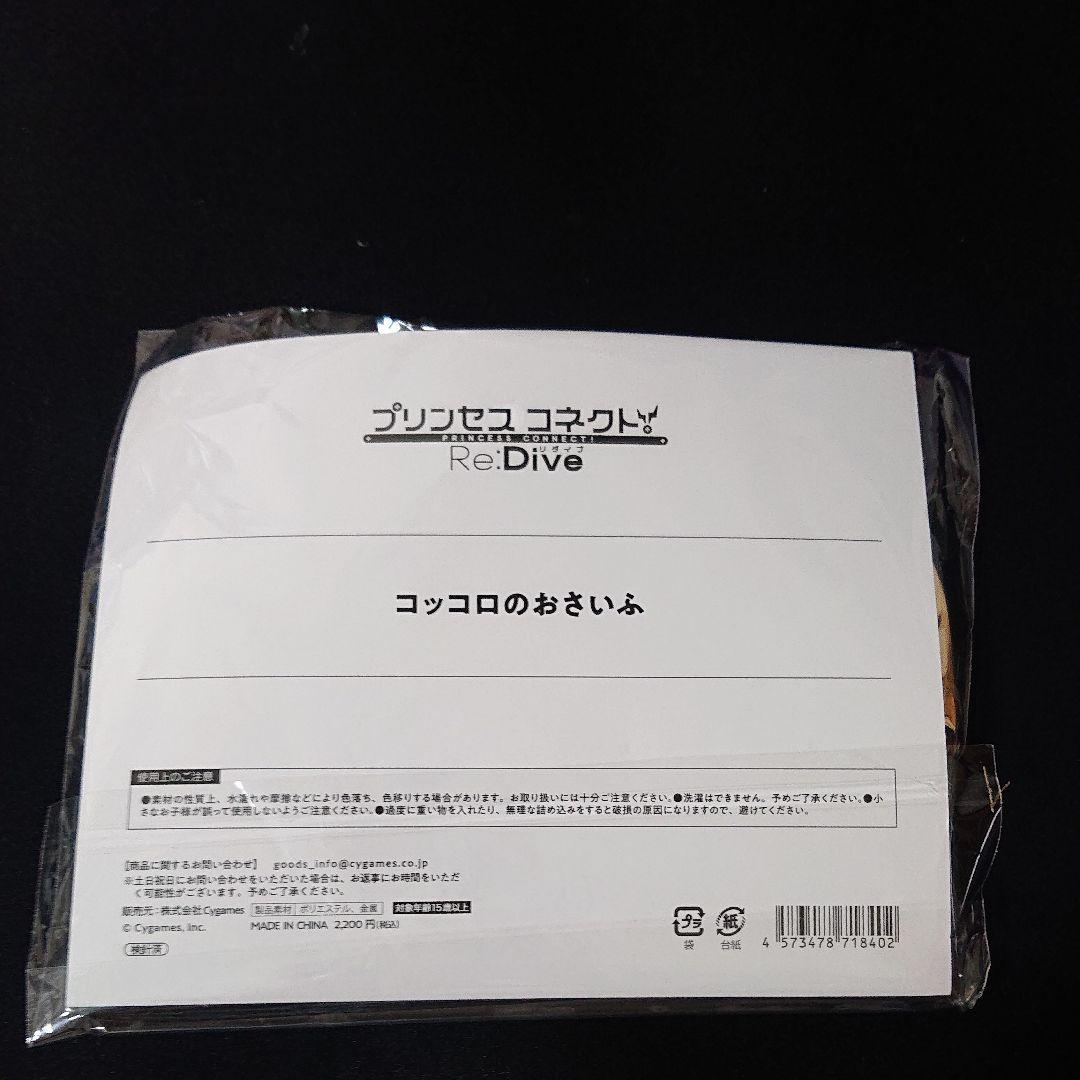 プリンセスコネクト!
PRINCESS CONNECT!
リダイブ
Re:Dive
コッコロのおさいふ
使用上のご注意
●素材の性質上、水濡れや摩擦などにより色落ち、色移りする場合があります。お取り扱いには十分ご注意ください。●洗濯はできません。予めご了承ください。●小
さなお子様が誤って使用しないようご注意ください。●過度に重い物を入れたり、無理な詰め込みをすると破損の原因になりますので、避けてください。
【商品に関するお問い合わせ】 goods_info@cygames.co.jp
※土日祝日にお問い合わせをいただいた場合は、お返事にお時間をいただ
く可能性がございます。予めご了承ください。
販売元:株式会社Cygames 製品素材 ポリエステル、金属 対象年齢15歳以上
© Cygames, Inc. MADE IN CHINA 2,200円(税込)
検針済
プラ 紙
袋 台紙
4 573478 718402